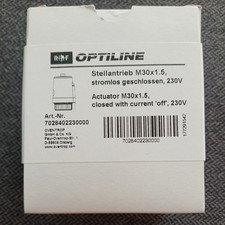 OPTILINE
Stellantrieb M30x1.5,
stromlos geschlossen, 230V
Actuator M30x1.5,
closed with current 'off', 230V
Art.-Nr.
7028402230000
OVENTROP
GmbH & Co. KG
Paul-Oventrop-Str. 1
D-59939 Olsberg
www.oventrop.com